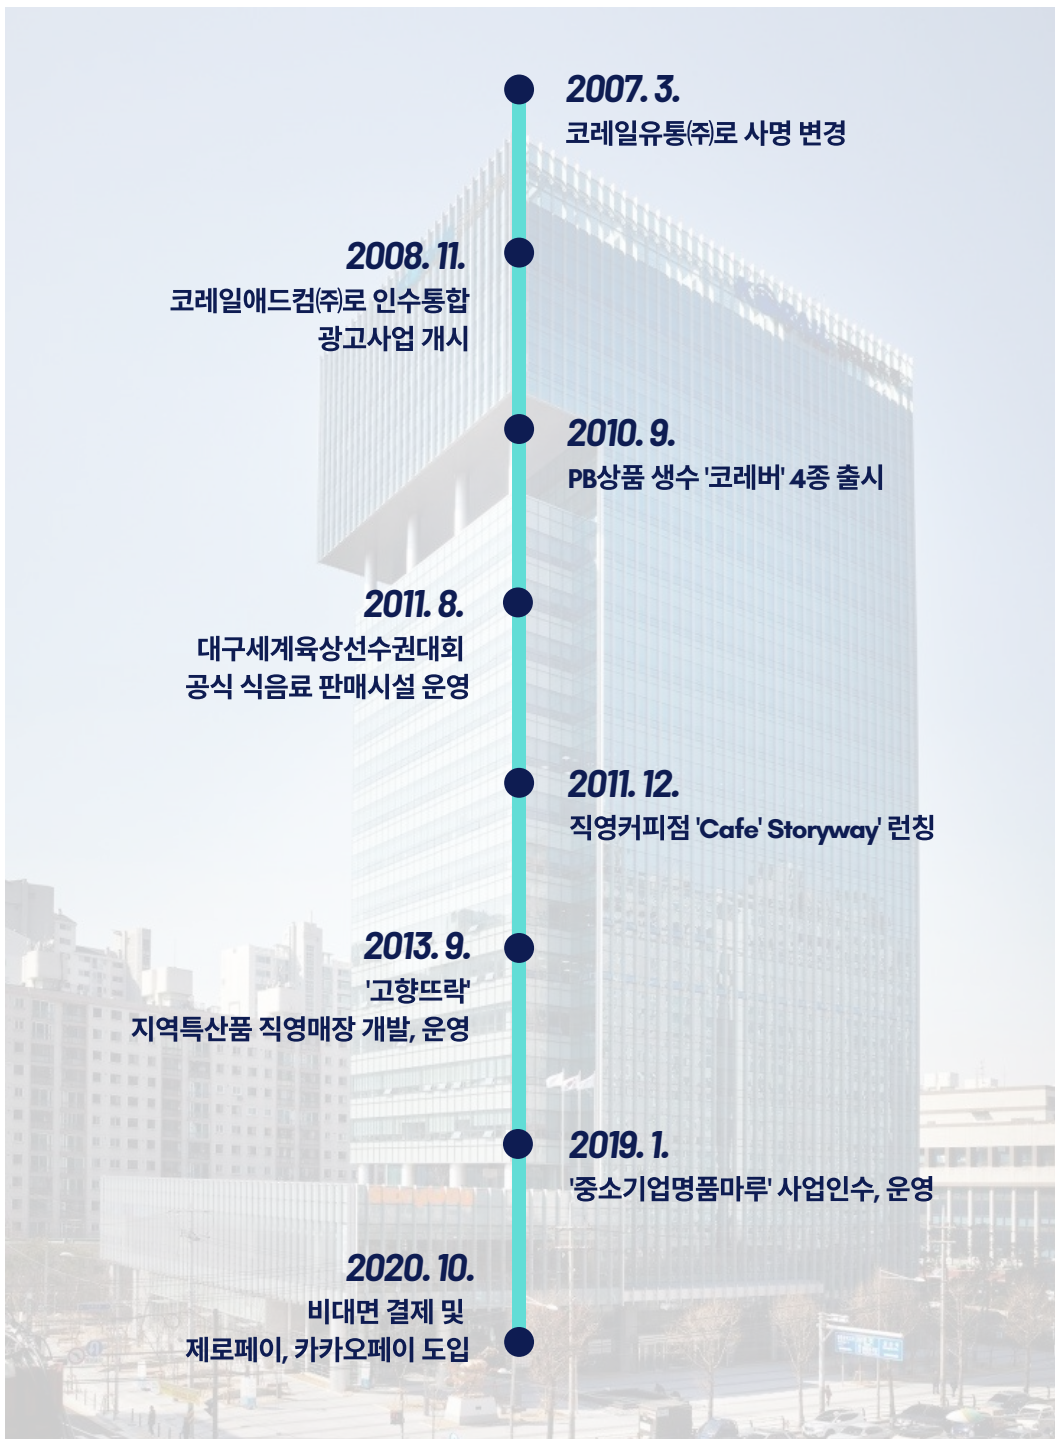 2007. 3.
코레일유통㈜로 사명 변경
2008. 11.
코레일애드컴㈜로 인수통합
광고사업 개시
2010. 9.
PB상품 생수 '코레버' 4종 출시
2011. 8.
대구세계육상선수권대회
공식 식음료 판매시설 운영
2011. 12.
직영커피점 'Cafe' Storyway' 런칭
2013. 9.
'고향뜨락'
지역특산품 직영매장 개발, 운영
2019. 1.
'중소기업명품마루' 사업인수, 운영
2020. 10.
비대면 결제 및
제로페이, 카카오페이 도입